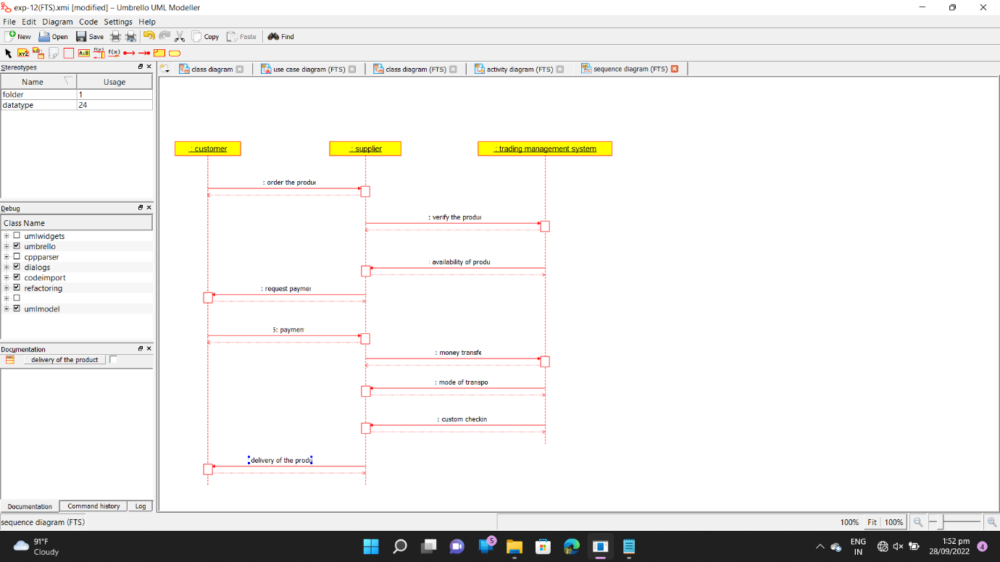 exp-12(FTS).xmi [modified] – Umbrello UML Modeller
File Edit Diagram Code Settings Help
New Open Save Copy Paste Find
XYZ A↓B f(x) f(x)
Stereotypes
class diagram use case diagram (FTS) class diagram (FTS) activity diagram (FTS) sequence diagram (FTS)
Name Usage
folder 1
datatype 24
: customer : supplier : trading management system
: order the produc
: verify the produc
: availability of produ
: request paymer
5: payment
: money transfe
: mode of transpo
: custom checkin
delivery of the produ
Debug
Class Name
umlwidgets
umbrello
cppparser
dialogs
codeimport
refactoring
umlmodel
Documentation
delivery of the product
Documentation Command history Log
sequence diagram (FTS) 100% Fit 100%
91°F
Cloudy
5
ENG
IN
1:52 pm
28/09/2022
4